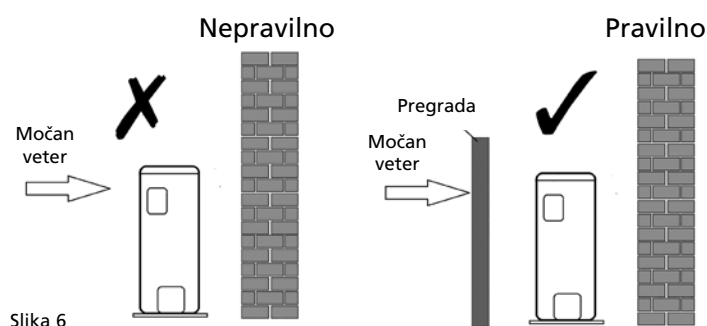 Nepravilno
Pravilno
Pregrada
Močan
veter
Močan
veter
Slika 6